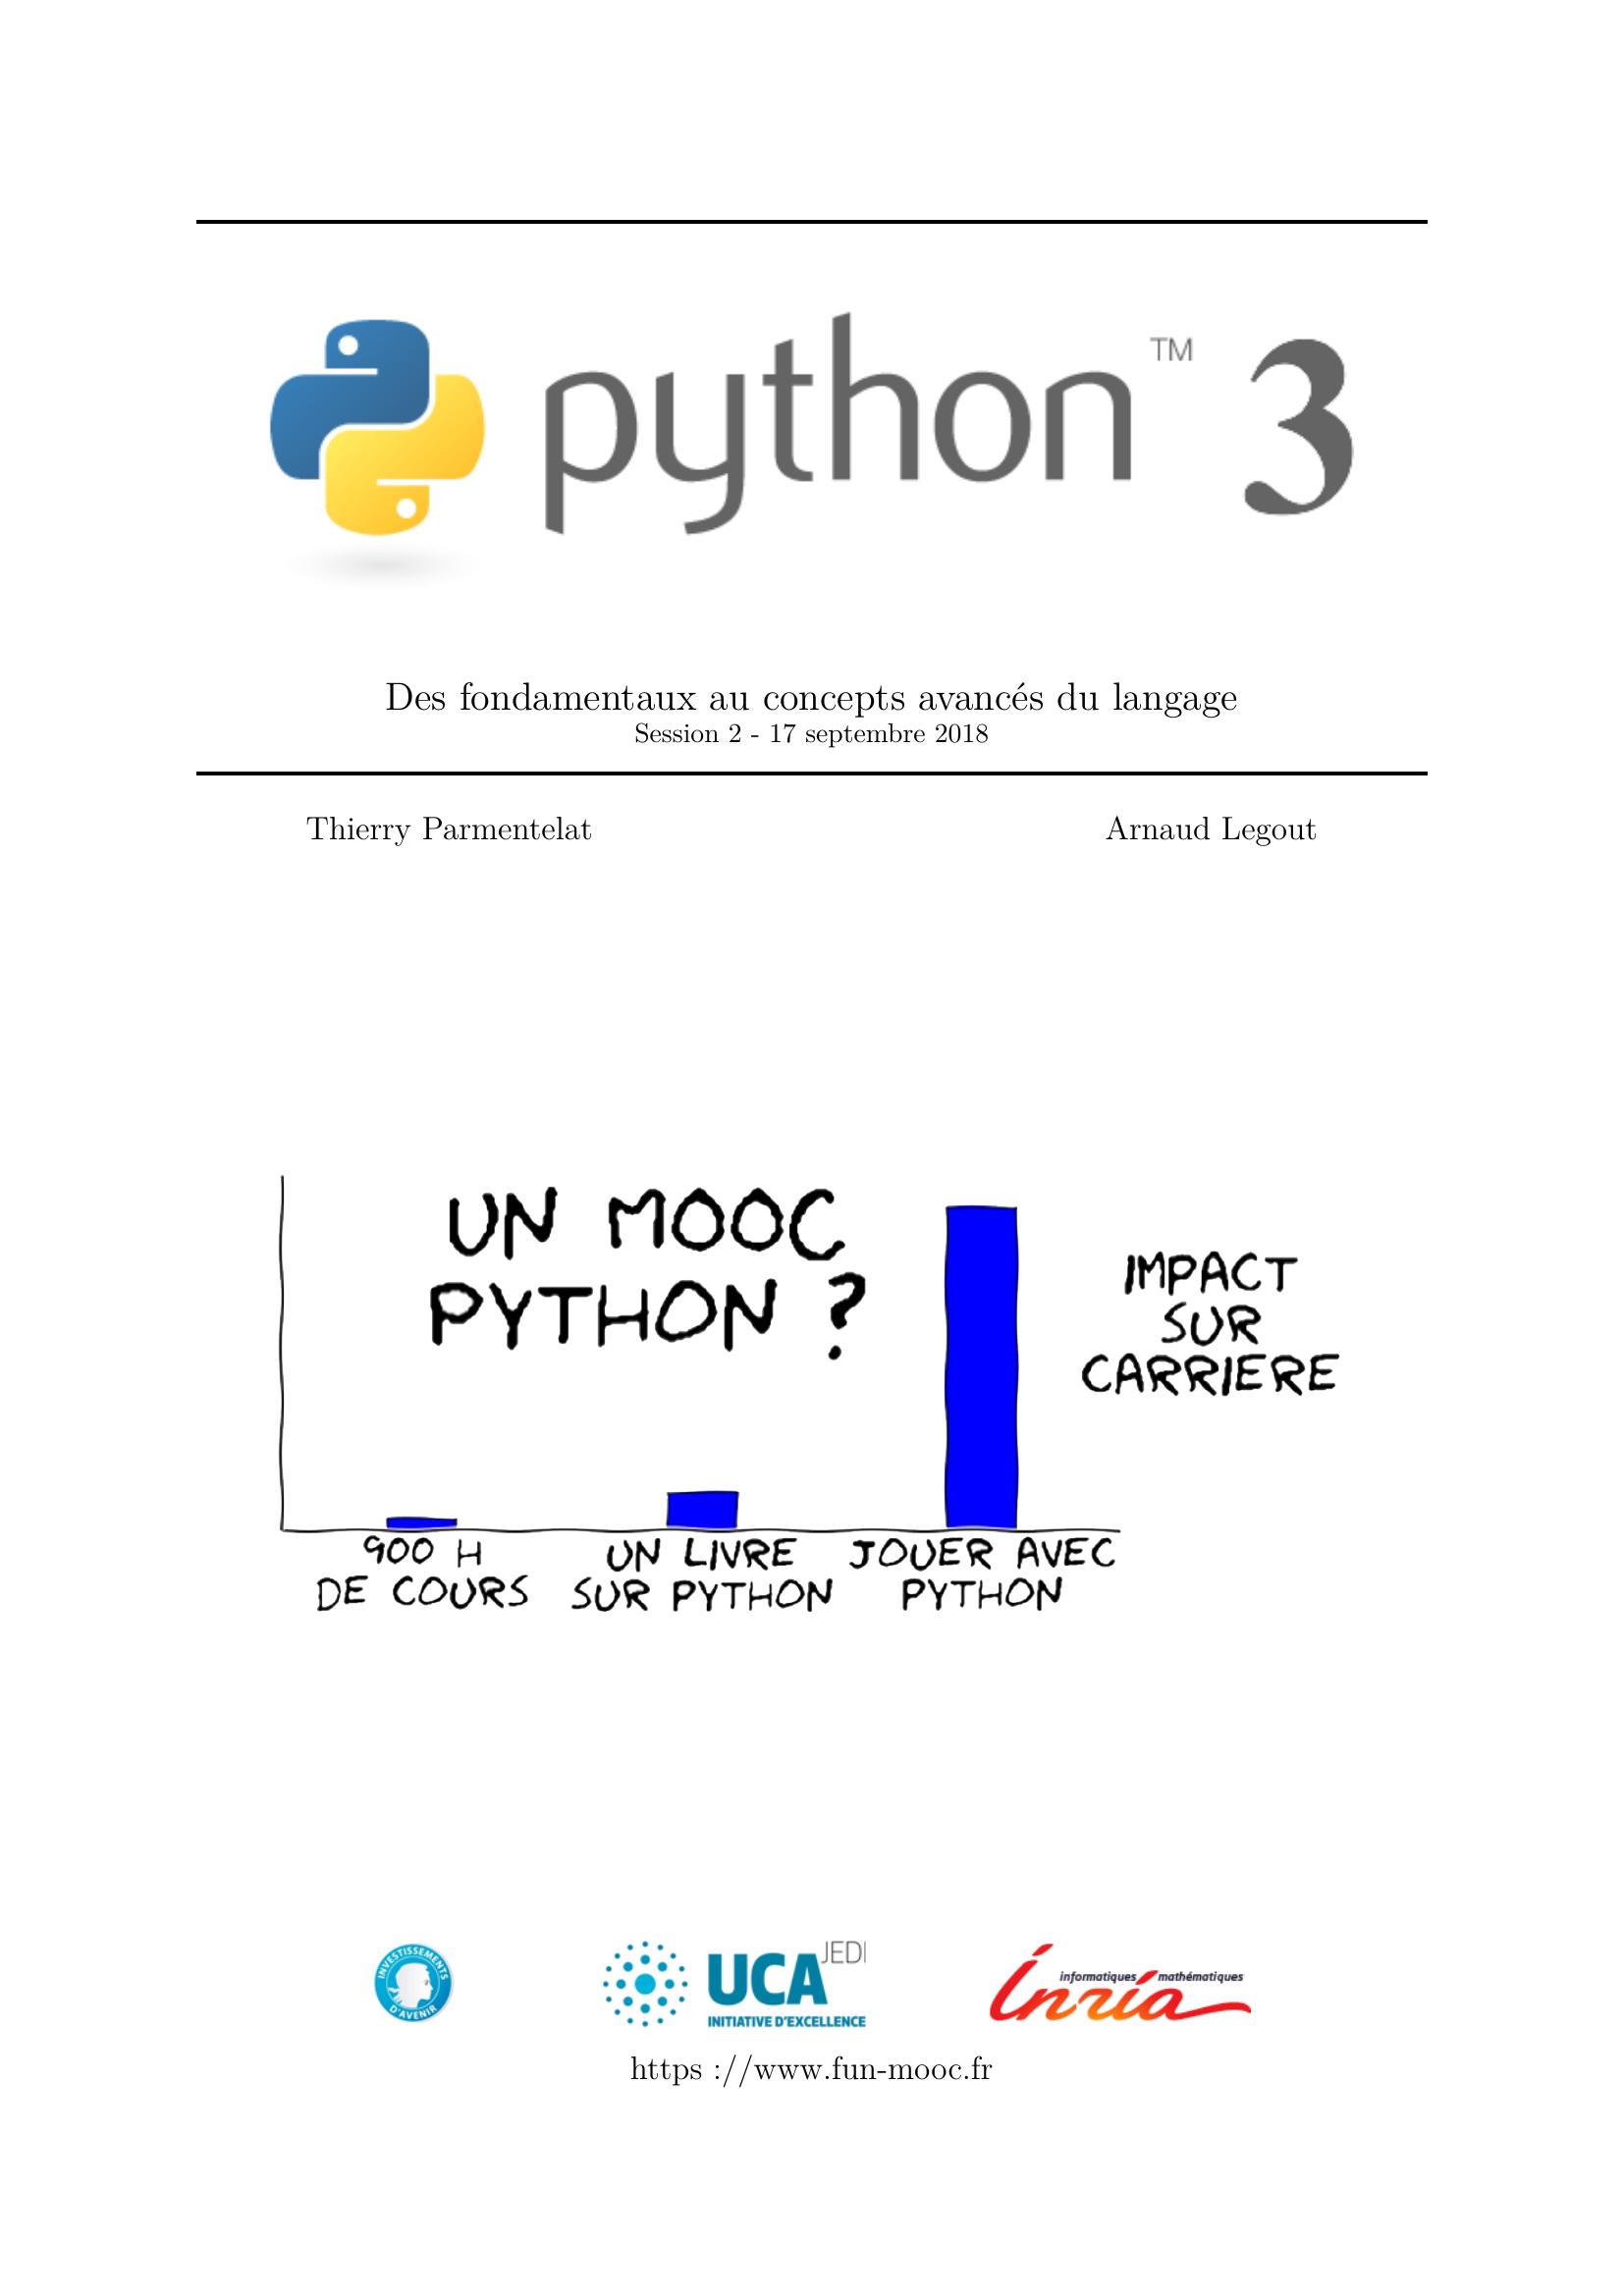 python™ 3
Des fondamentaux au concepts avancés du langage
Session 2 - 17 septembre 2018
Thierry Parmentelat Arnaud Legout
UN MOOC
PYTHON ?
IMPACT
SUR
CARRIERE
900 H
DE COURS
UN LIVRE
SUR PYTHON
JOUER AVEC
PYTHON
INVESTISSEMENTS
D'AVENIR
UCA JEDI
INITIATIVE D'EXCELLENCE
informatiques mathématiques
Inria
https ://www.fun-mooc.fr